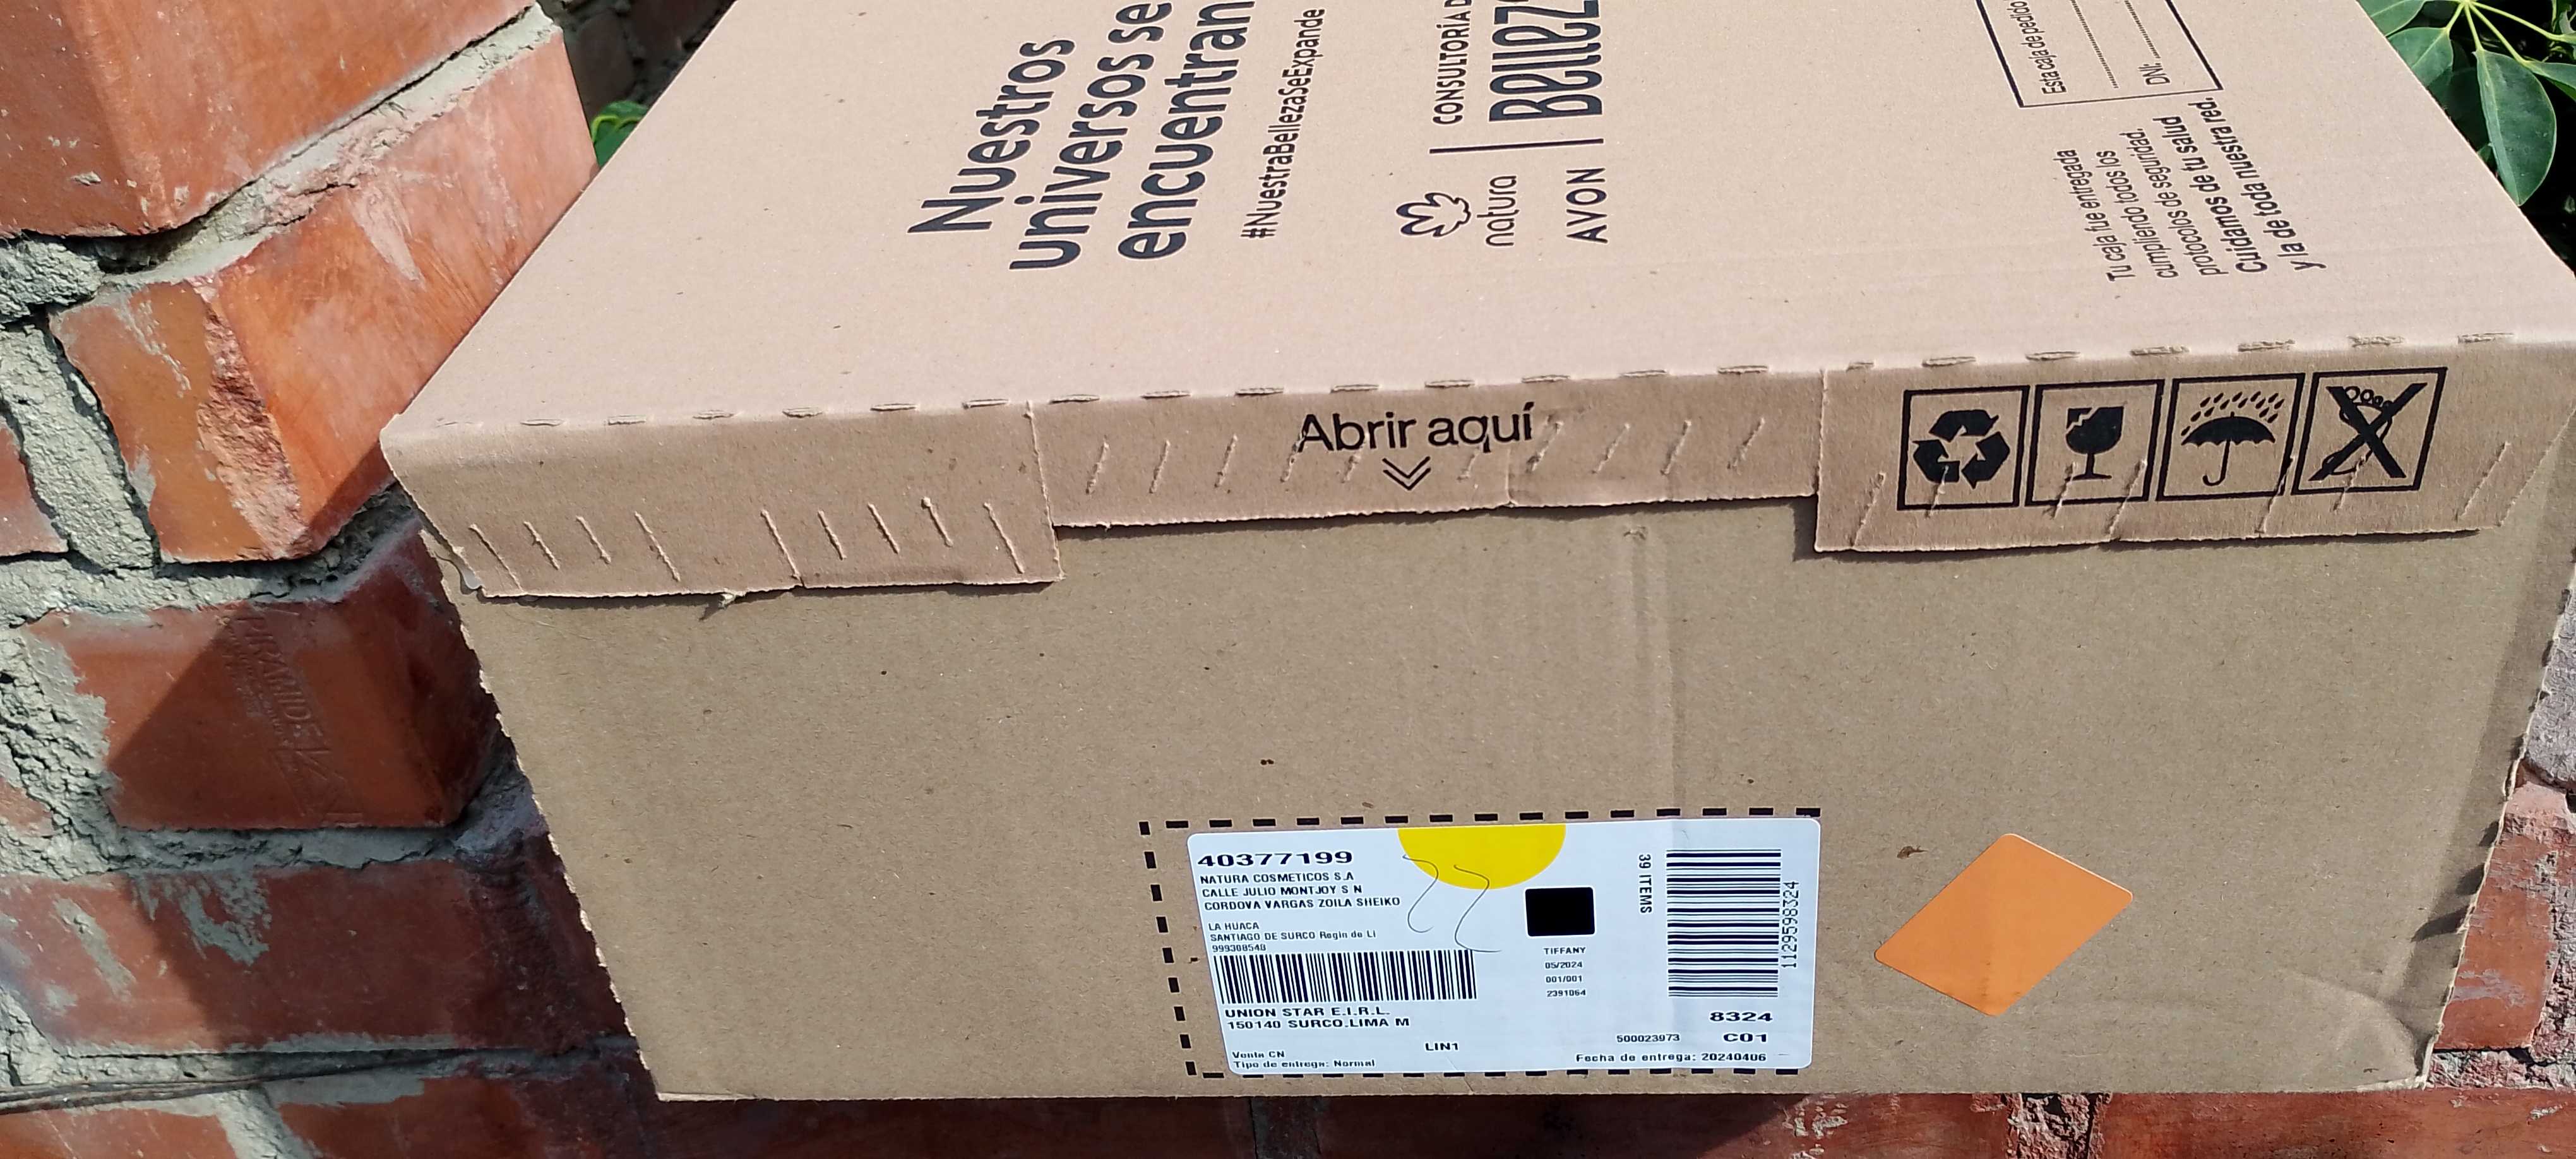 Nuestros
universos se
encuentran
#NuestraBellezaSeExpande
natura
AVON
CONSULTORÍA D
Esta caja de pedido
DNI:
Tu caja fue entregada
cumpliendo todos los
protocolos de seguridad.
Cuidamos de tu salud
y la de toda nuestra red.
Abrir aquí
40377199
NATURA COSMETICOS S.A
CALLE JULIO MONTJOY S N
CORDOVA VARGAS ZOILA SHEIKO
LA HUACA
SANTIAGO DE SURCO Regin de Li
999308548
UNION STAR E.I.R.L.
150140 SURCO.LIMA M
LIN1
Venta CN
Tipo de entrega: Normal
TIFFANY
05/2024
001/001
2391064
39 ITEMS
1129598324
8324
500023973
C01
Fecha de entrega: 20240406